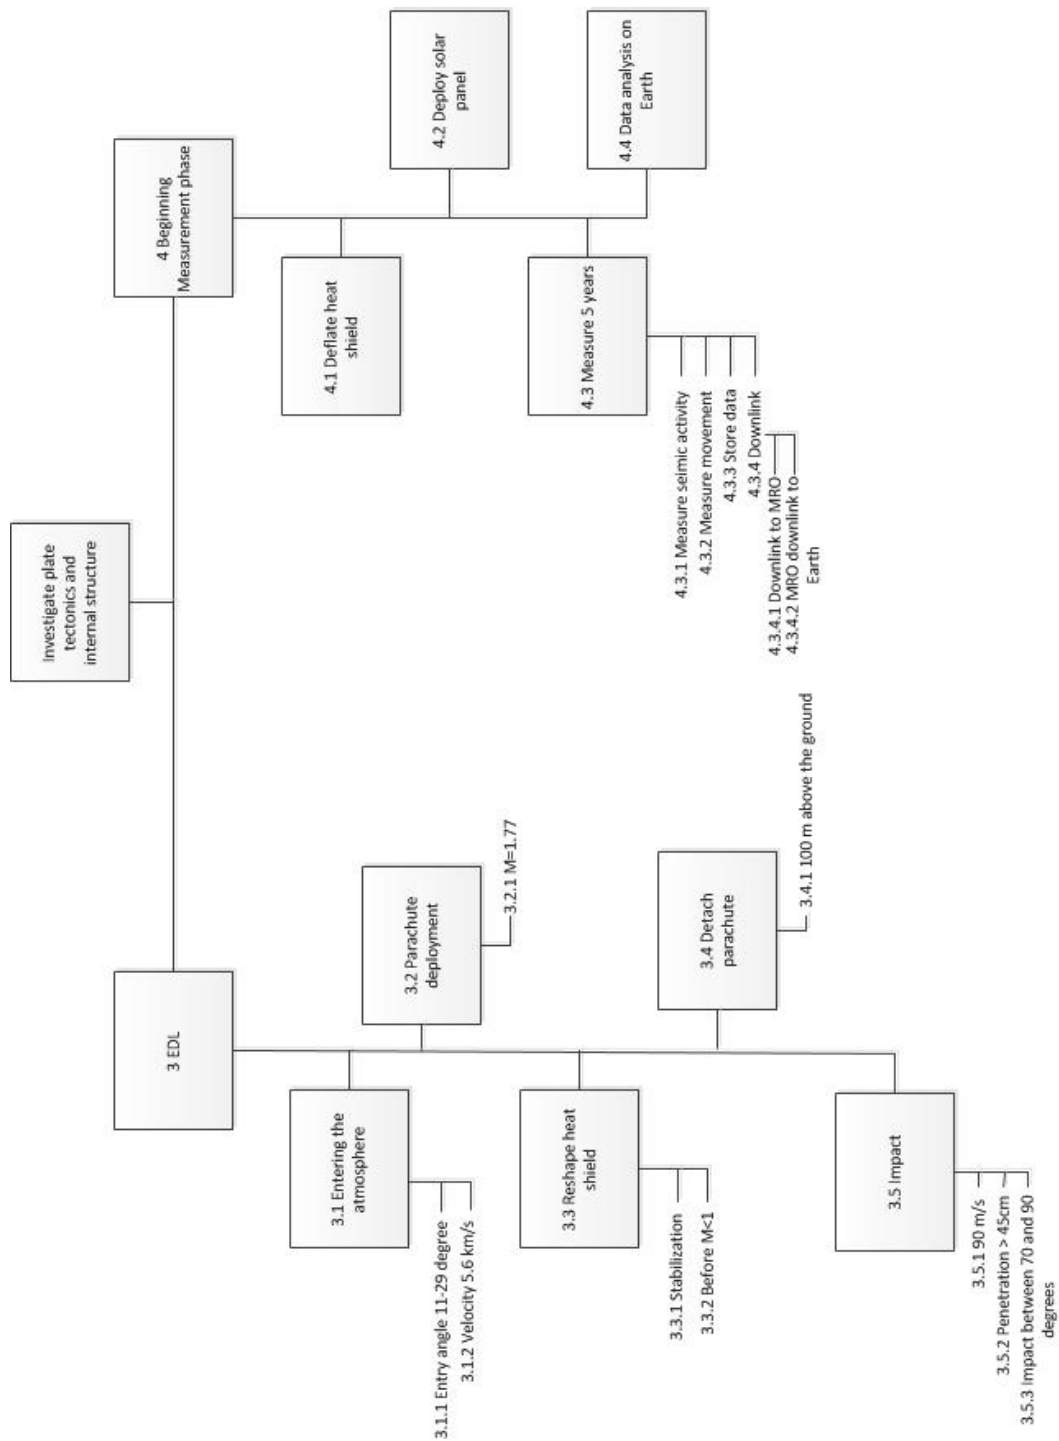 Investigate plate
tectonics and
internal structure
3 EDL
3.1 Entering the
atmosphere
3.1.1 Entry angle 11-29 degree
3.1.2 Velocity 5.6 km/s
3.2 Parachute
deployment
3.2.1 M=1.77
3.3 Reshape heat
shield
3.3.1 Stabilization
3.3.2 Before M<1
3.4 Detach
parachute
3.4.1 100 m above the ground
3.5 Impact
3.5.1 90 m/s
3.5.2 Penetration > 45cm
3.5.3 Impact between 70 and 90
degrees
4 Beginning
Measurement phase
4.1 Deflate heat
shield
4.2 Deploy solar
panel
4.3 Measure 5 years
4.3.1 Measure seimic activity
4.3.2 Measure movement
4.3.3 Store data
4.3.4 Downlink
4.3.4.1 Downlink to MRO
4.3.4.2 MRO downlink to
Earth
4.4 Data analysis on
Earth